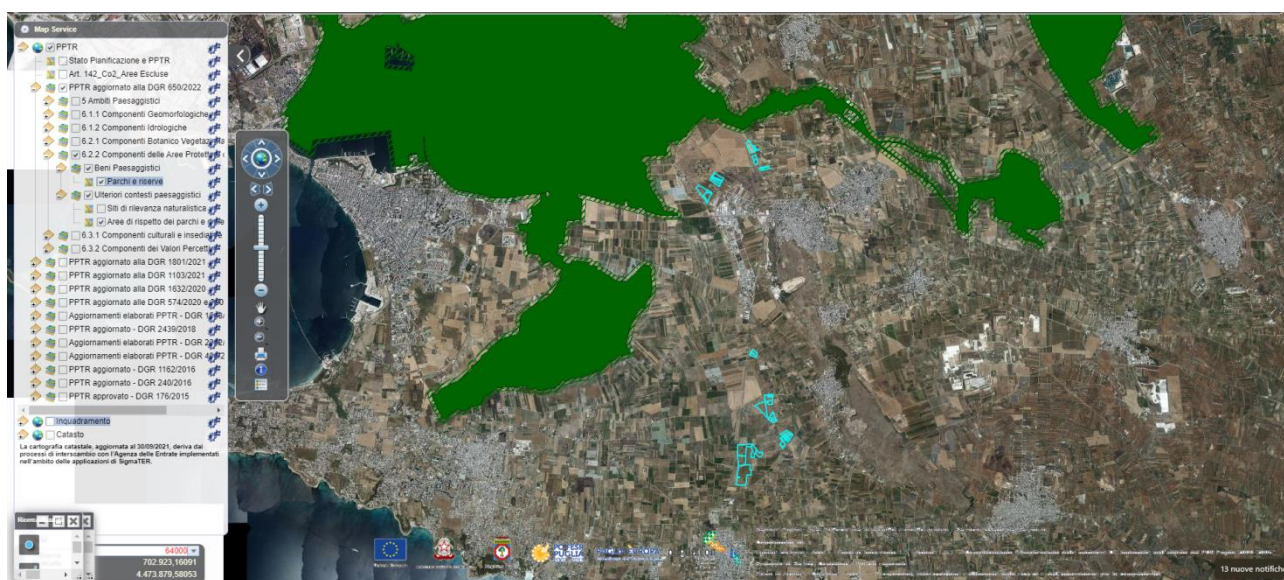 Map Service
PPTR
Stato Pianificazione e PPTR
Art. 142_Co2_Aree Escluse
PPTR aggiornato alla DGR 650/2022
5 Ambiti Paesaggistici
6.1.1 Componenti Geomorfologiche
6.1.2 Componenti Idrologiche
6.2.1 Componenti Botanico Vegetazi
6.2.2 Componenti delle Aree Protett
Beni Paesaggistici
Parchi e riserve
Ulteriori contesti paesaggistici
Siti di rilevanza naturalistica
Aree di rispetto dei parchi e
6.3.1 Componenti culturali e insediative
6.3.2 Componenti dei Valori Percetti
PPTR aggiornato alla DGR 1801/2021
PPTR aggiornato alla DGR 1103/2021
PPTR aggiornato alla DGR 1632/2020
PPTR aggiornato alle DGR 574/2020 e
Aggiornamenti elaborati PPTR - DGR
PPTR aggiornato - DGR 2439/2018
Aggiornamenti elaborati PPTR - DGR
Aggiornamenti elaborati PPTR - DGR
PPTR aggiornato - DGR 1162/2016
PPTR aggiornato - DGR 240/2016
PPTR approvato - DGR 176/2015
Inquadramento
Catasto
La cartografia catastale, aggiornata al 30/09/2021, deriva dai
processi di interscambio con l'Agenzia delle Entrate implementati
nell'ambito delle applicazioni di SigmaTER.
64000
702.923,16091
4.473.879,58053
13 nuove notifich